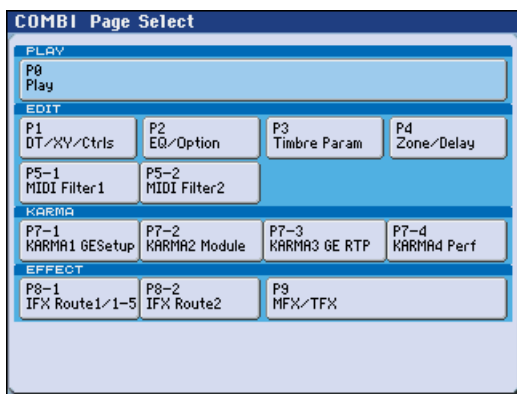 COMBI Page Select
PLAY
P0
Play
EDIT
P1 P2 P3 P4
DT/XY/Ctrls EQ/Option Timbre Param Zone/Delay
P5-1 P5-2
MIDI Filter1 MIDI Filter2
KARMA
P7-1 P7-2 P7-3 P7-4
KARMA1 GESetup KARMA2 Module KARMA3 GE RTP KARMA4 Perf
EFFECT
P8-1 P8-2 P9
IFX Route1/1-5 IFX Route2 MFX/TFX